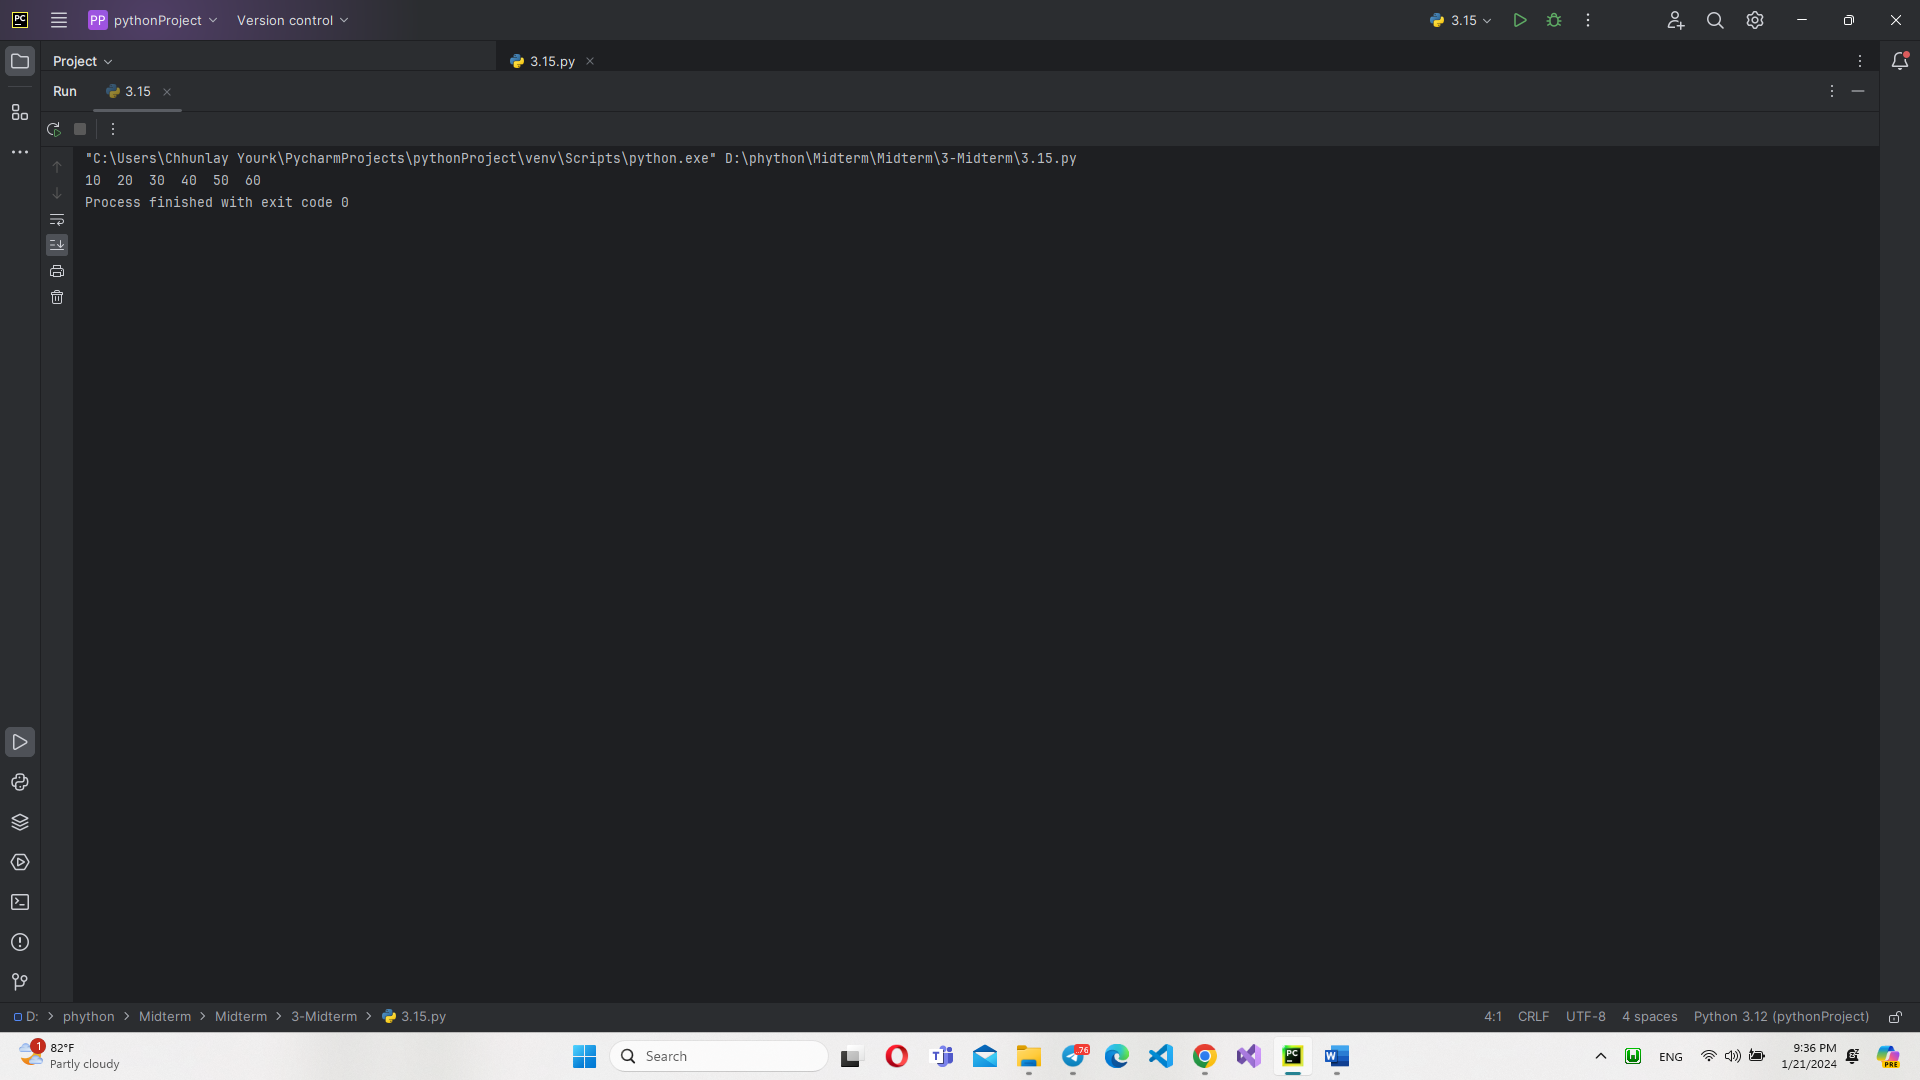 PC PP pythonProject Version control 3.15
Project 3.15.py
Run 3.15
"C:\Users\Chhunlay Yourk\PycharmProjects\pythonProject\venv\Scripts\python.exe" D:\phython\Midterm\Midterm\3-Midterm\3.15.py
10  20  30  40  50  60
Process finished with exit code 0
D: > phython > Midterm > Midterm > 3-Midterm > 3.15.py 4:1 CRLF UTF-8 4 spaces Python 3.12 (pythonProject)
1 82°F
Partly cloudy
Search
.76
PC
W
ENG
9:36 PM
1/21/2024
PRE